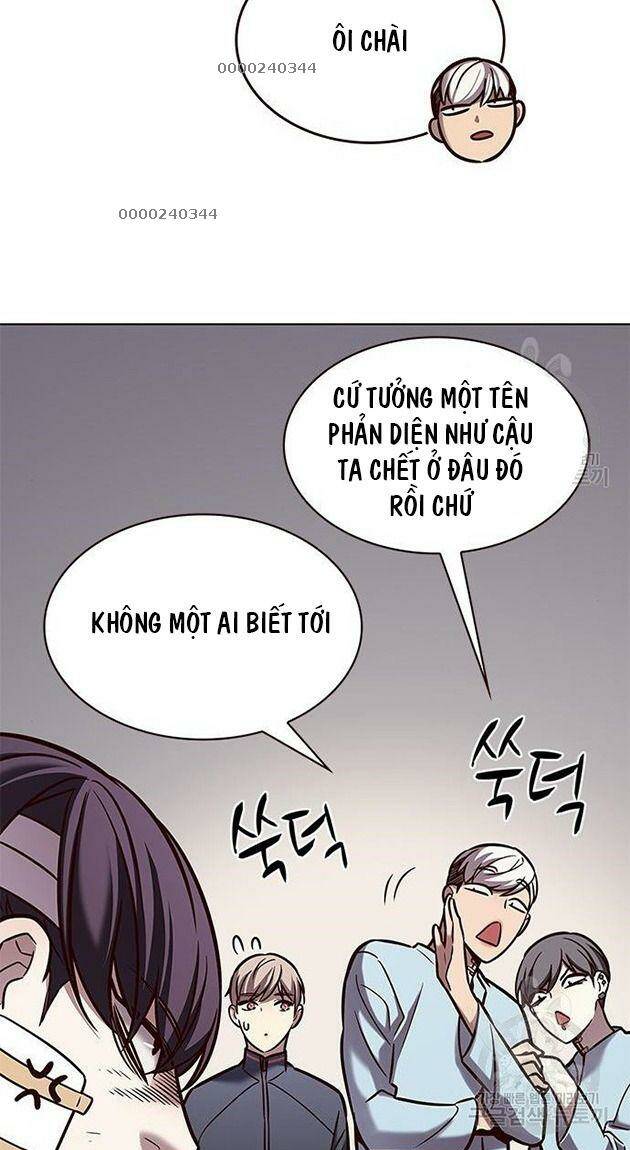 ÔI CHÀI
0000240344
0000240344
CỨ TƯỞNG MỘT TÊN
PHẢN DIỆN NHƯ CẬU
TA CHẾT Ở ĐÂU ĐÓ
RỒI CHỨ
KHÔNG MỘT AI BIẾT TỚI
쑥덕
쑥덕